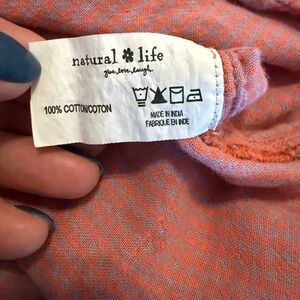 natural life
give, love, laugh.
100% COTTON/COTON
MADE IN INDIA
FABRIQUE EN INDE